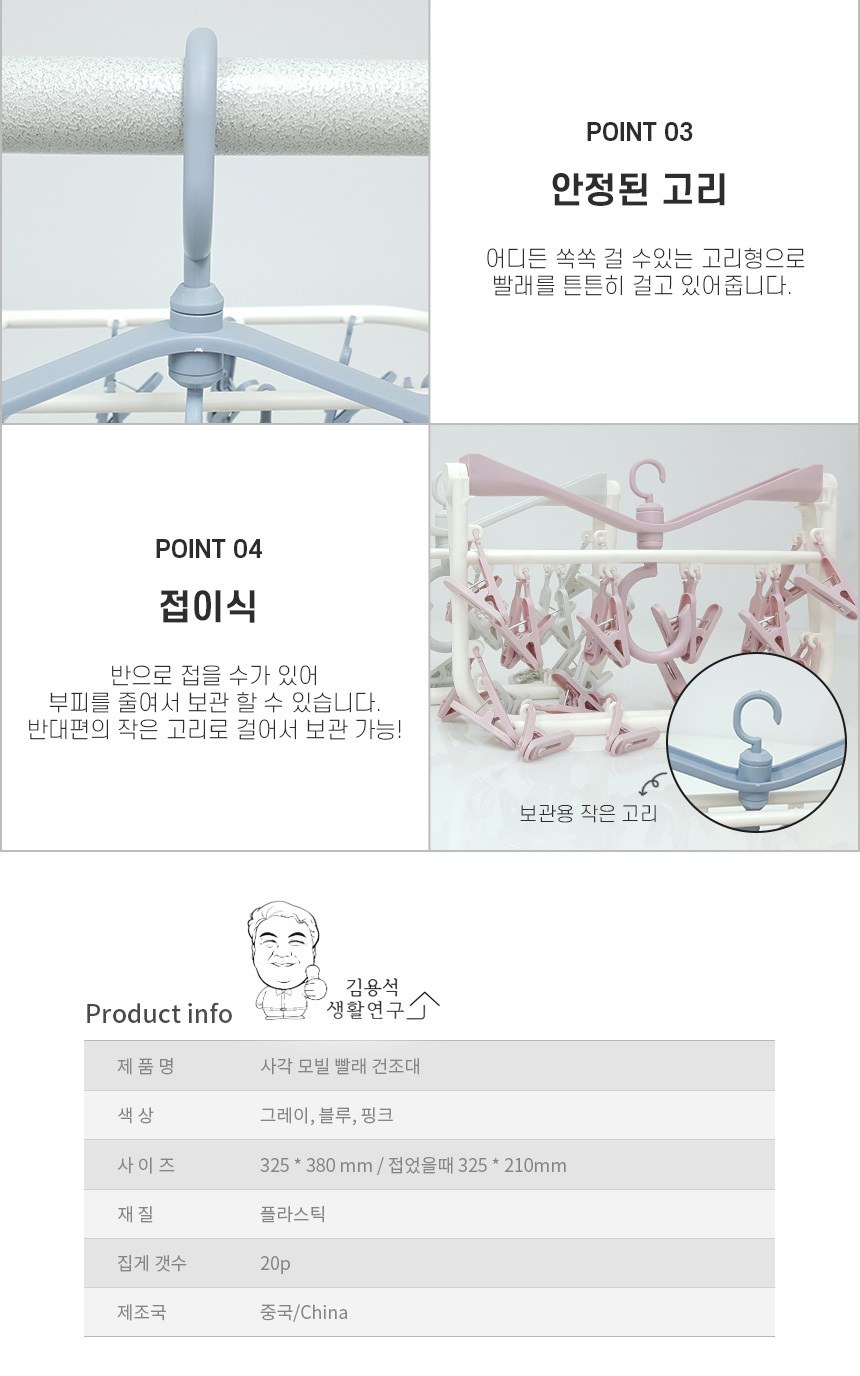 POINT 03
안정된 고리
어디든 쏙쏙 걸 수있는 고리형으로
빨래를 튼튼히 걸고 있어줍니다.
POINT 04
접이식
반으로 접을 수가 있어
부피를 줄여서 보관 할 수 있습니다.
반대편의 작은 고리로 걸어서 보관 가능!
보관용 작은 고리
Product info
김용석
생활연구소
제 품 명 사각 모빌 빨래 건조대
색 상 그레이, 블루, 핑크
사 이 즈 325 * 380 mm / 접었을때 325 * 210mm
재 질 플라스틱
집게 갯수 20p
제조국 중국/China